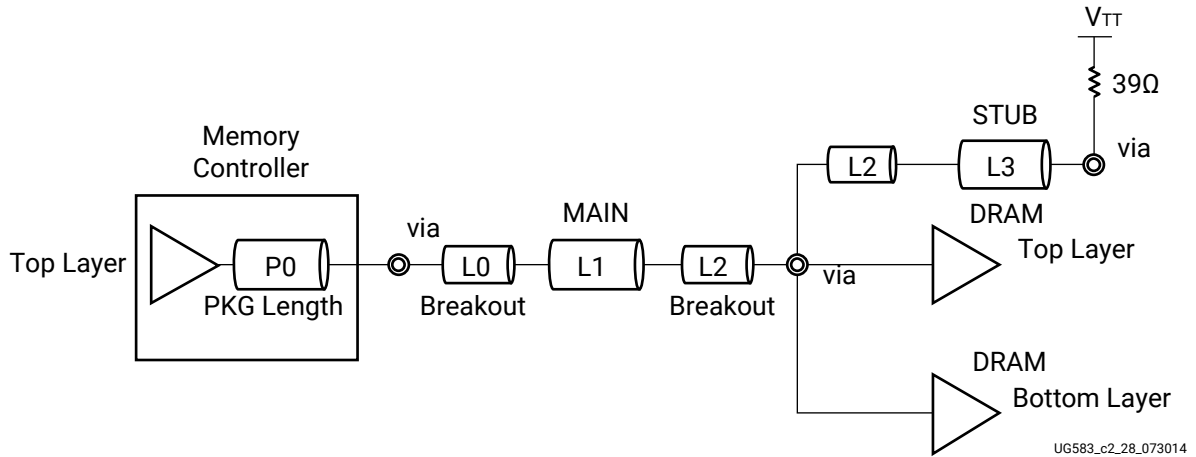 VTT
39Ω
STUB
L2
L3
via
Memory
Controller
MAIN
DRAM
Top Layer
P0
via
L0
L1
L2
via
Top Layer
PKG Length
Breakout
Breakout
DRAM
Bottom Layer
UG583_c2_28_073014